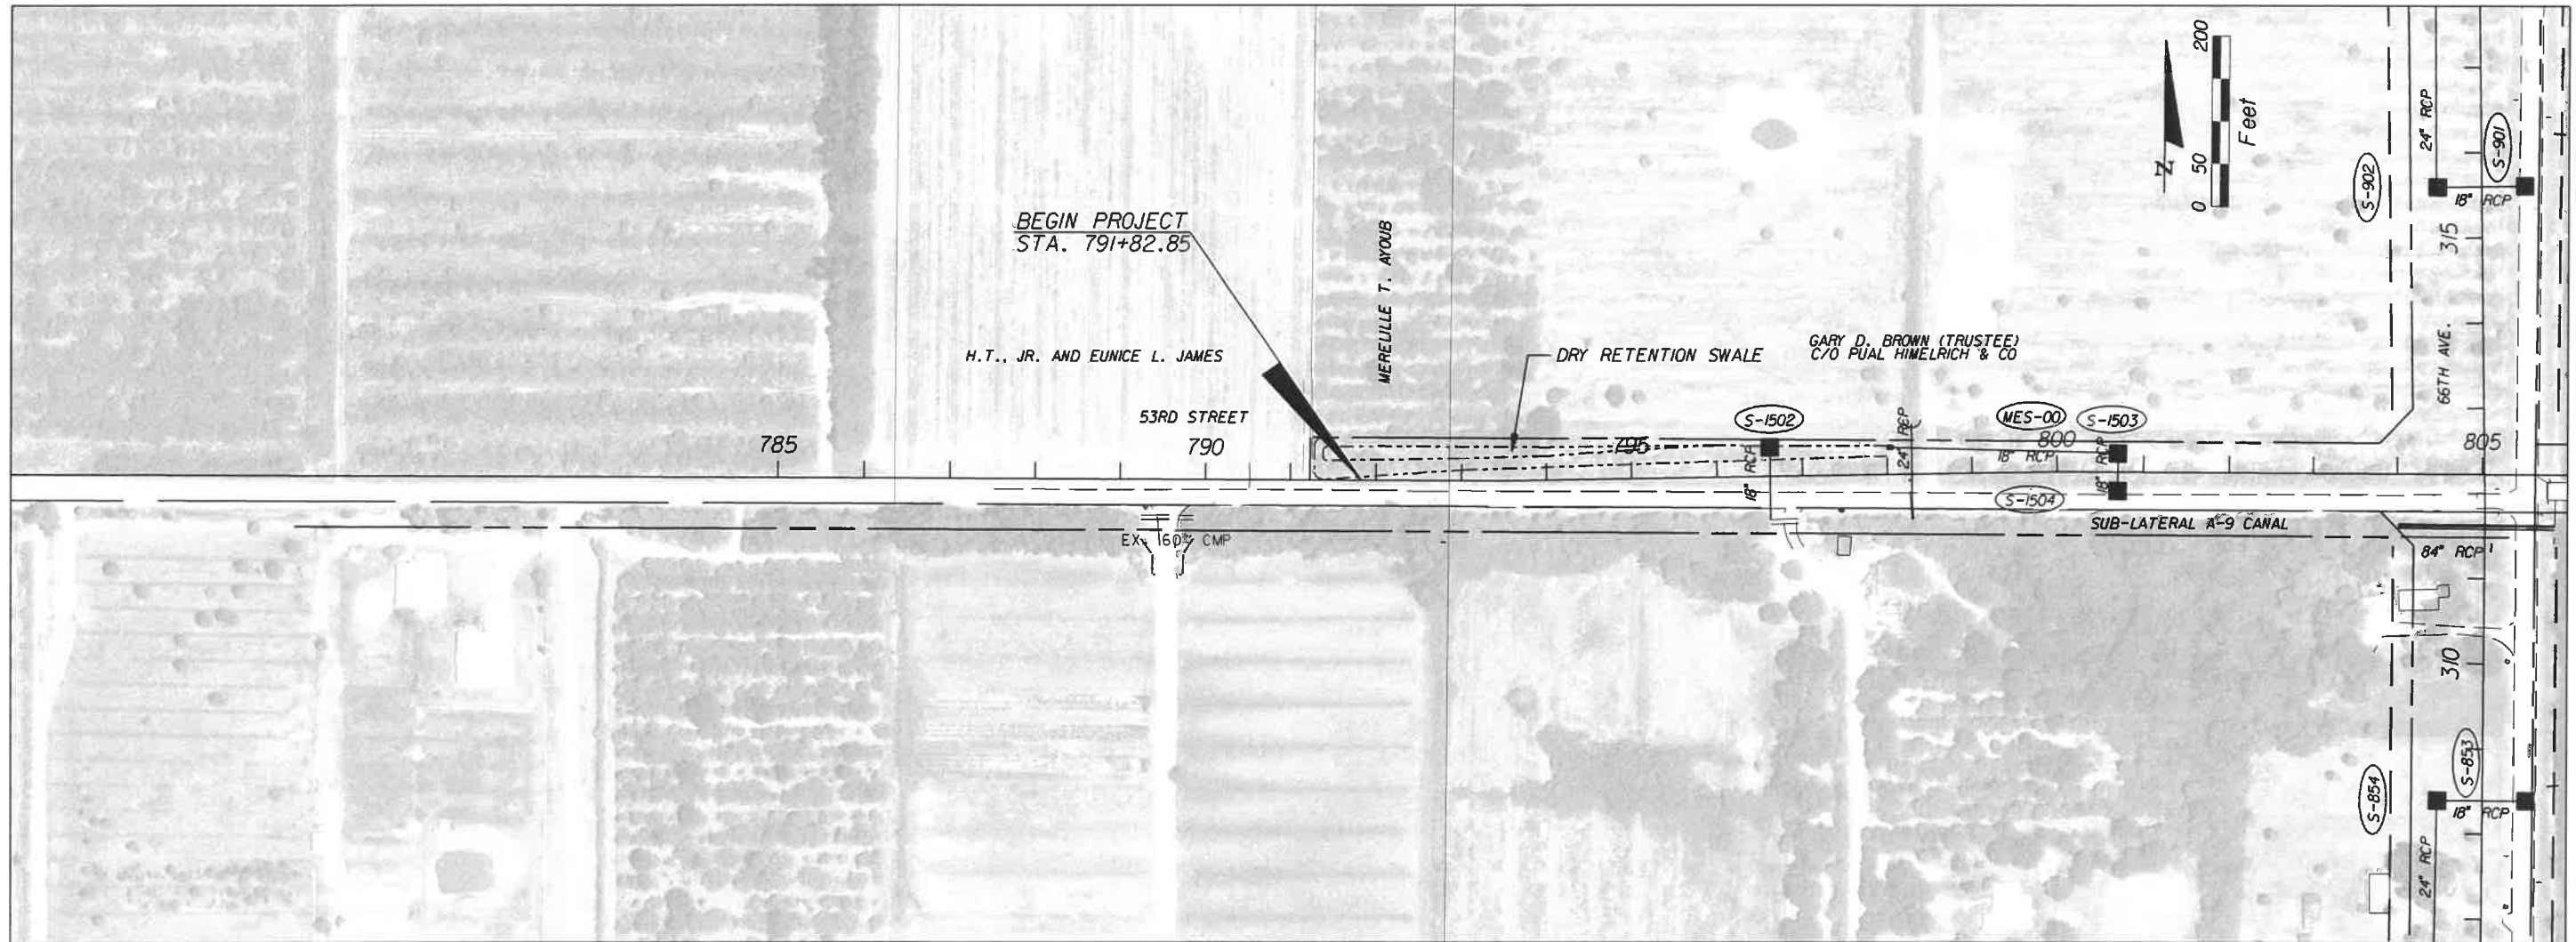 BEGIN PROJECT
STA. 791+82.85
MERELILLE T. AYOUB
H.T., JR. AND EUNICE L. JAMES
DRY RETENTION SWALE
GARY D. BROWN (TRUSTEE)
C/O PUAL HIMELRICH & CO
53RD STREET
785
790
795
800
805
S-1502
18" RCP
24" RCP
MES-00
S-1503
18" RCP
18" RCP
S-1504
SUB-LATERAL A-9 CANAL
EX. 60" CMP
84" RCP
N
0 50 200
Feet
S-902
24" RCP
S-901
18" RCP
315
66TH AVE.
310
S-854
S-853
18" RCP
24" RCP